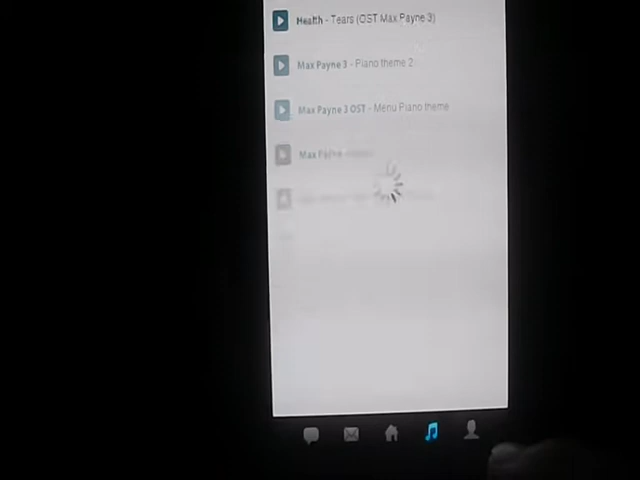 Health - Tears (OST Max Payne 3)
Max Payne 3 - Piano theme 2
Max Payne 3 OST - Menu Piano theme
Max Payne